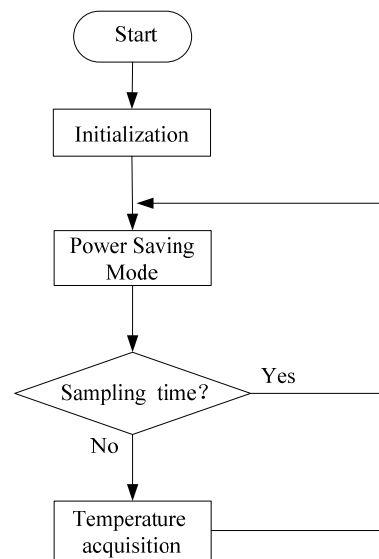 Start
Initialization
Power Saving
Mode
Sampling time?
Yes
No
Temperature
acquisition